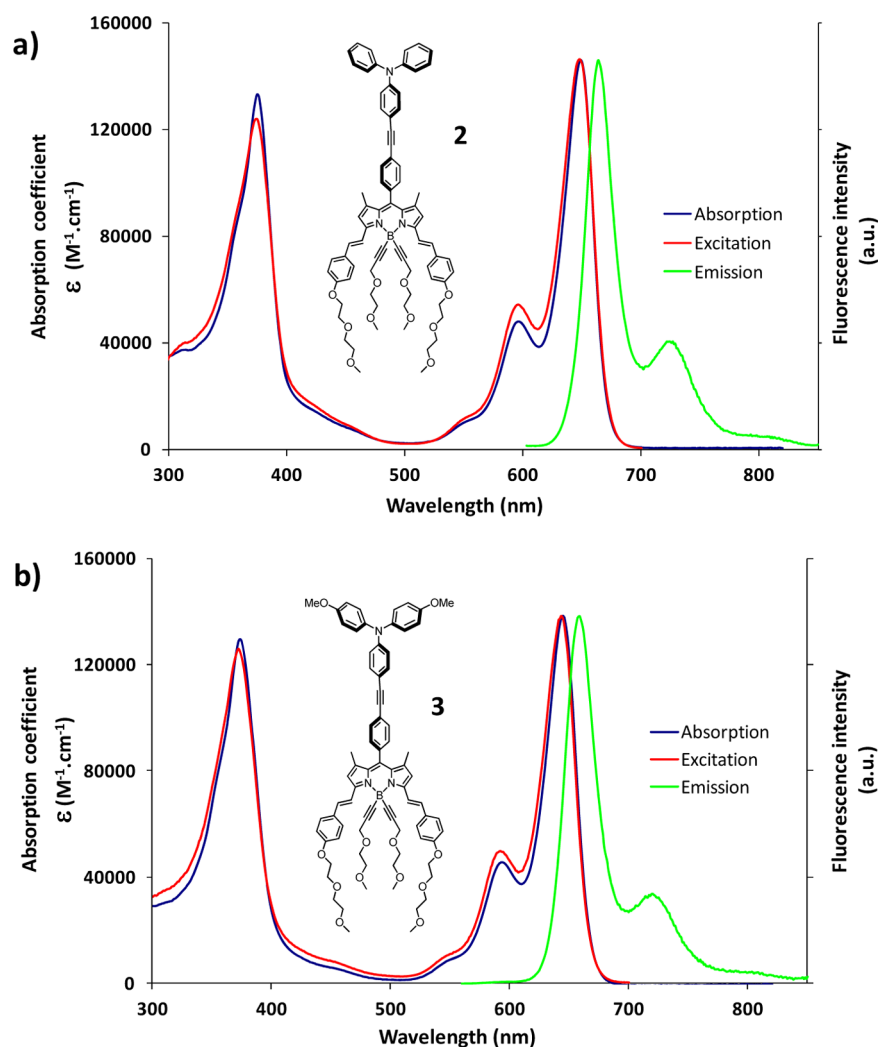 a)
160000
120000
80000
40000
0
Absorption coefficient
ε (M-1.cm-1)
Fluorescence intensity
(a.u.)
N
2
N
N
B
O
O
O
O
O
O
O
O
Absorption
Excitation
Emission
300
400
500
600
700
800
Wavelength (nm)
b)
160000
120000
80000
40000
0
Absorption coefficient
ε (M-1.cm-1)
Fluorescence intensity
(a.u.)
MeO
OMe
N
3
N
N
B
O
O
O
O
O
O
O
O
O
O
Absorption
Excitation
Emission
300
400
500
600
700
800
Wavelength (nm)